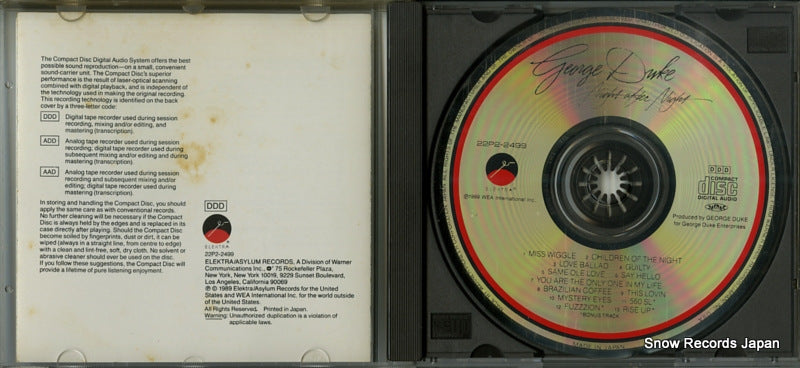 The Compact Disc Digital Audio System offers the best
possible sound reproduction—on a small, convenient
sound-carrier unit. The Compact Disc's superior
performance is the result of laser-optical scanning
combined with digital playback, and is independent of
the technology used in making the original recording.
This recording technology is identified on the back
cover by a three-letter code:
DDD Digital tape recorder used during session
recording, mixing and/or editing, and
mastering (transcription).
ADD Analog tape recorder used during session
recording; digital tape recorder used during
subsequent mixing and/or editing and during
mastering (transcription).
AAD Analog tape recorder used during session
recording and subsequent mixing and/or
editing; digital tape recorder used during
mastering (transcription).
In storing and handling the Compact Disc, you should
apply the same care as with conventional records.
No further cleaning will be necessary if the Compact
Disc is always held by the edges and is replaced in
its case directly after playing. Should the Compact Disc
become soiled by fingerprints, dust or dirt, it can be
wiped (always in a straight line, from centre to edge)
with a clean and lint-free, soft, dry cloth. No solvent or
abrasive cleaner should ever be used on the disc.
If you follow these suggestions, the Compact Disc will
provide a lifetime of pure listening enjoyment.
DDD
ELEKTRA
22P2-2499
ELEKTRA/ASYLUM RECORDS, A Division of Warner
Communications Inc., 75 Rockefeller Plaza,
New York, New York 10019, 9229 Sunset Boulevard,
Los Angeles, California 90069
℗ © 1989 Elektra/Asylum Records for the United
States and WEA International Inc. for the world outside
of the United States.
All Rights Reserved. Printed in Japan.
Warning: Unauthorized duplication is a violation of
applicable laws.
George Duke
Night after Night
22P2-2499
ELEKTRA
℗1989 WEA International Inc.
DDD
COMPACT
disc
DIGITAL AUDIO
Produced by GEORGE DUKE
for George Duke Enterprises
1. MISS WIGGLE 2. CHILDREN OF THE NIGHT
3. LOVE BALLAD 4. GUILTY
5. SAME OLE LOVE 6. SAY HELLO
7. YOU ARE THE ONLY ONE IN MY LIFE
8. BRAZILIAN COFFEE 9. THIS LOVIN
10. MYSTERY EYES 11. 560 SL*
12. FUZZZION* 13. RISE UP*
*BONUS TRACK
MADE IN JAPAN
Snow Records Japan